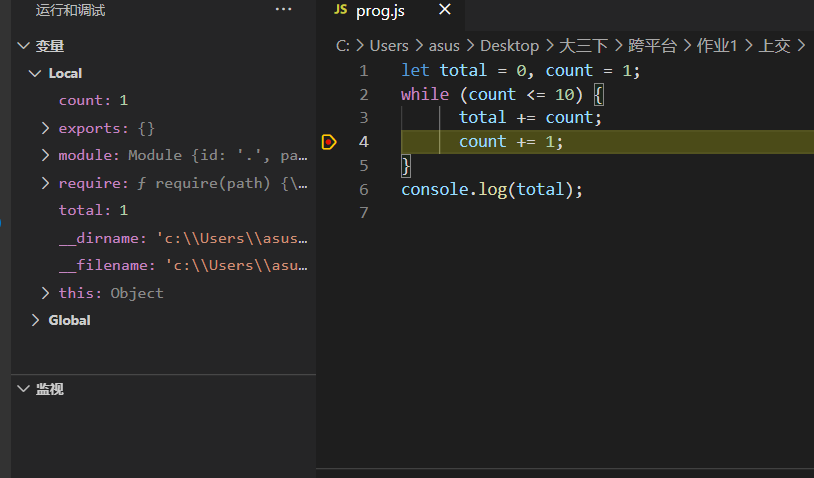 运行和调试 ···
变量
Local
count: 1
exports: {}
module: Module {id: '.', pa…
require: ƒ require(path) {\…
total: 1
__dirname: 'c:\\Users\\asus…
__filename: 'c:\\Users\\asu…
this: Object
Global
监视
JS prog.js ×
C: > Users > asus > Desktop > 大三下 > 跨平台 > 作业1 > 上交 >
1 let total = 0, count = 1;
2 while (count <= 10) {
3 total += count;
4 count += 1;
5 }
6 console.log(total);
7